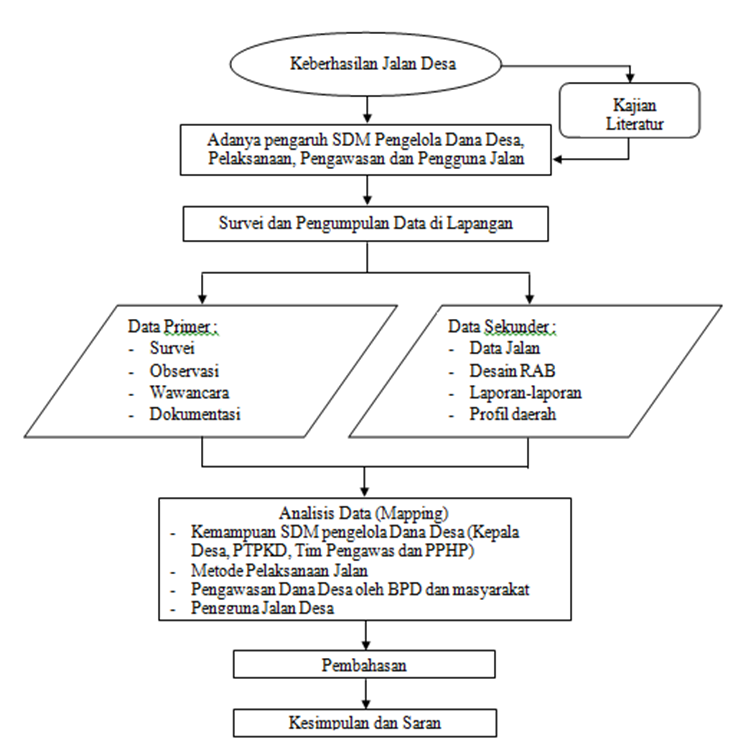 Keberhasilan Jalan Desa
Kajian
Literatur
Adanya pengaruh SDM Pengelola Dana Desa,
Pelaksanaan, Pengawasan dan Pengguna Jalan
Survei dan Pengumpulan Data di Lapangan
Data Primer :
- Survei
- Observasi
- Wawancara
- Dokumentasi
Data Sekunder :
- Data Jalan
- Desain RAB
- Laporan-laporan
- Profil daerah
Analisis Data (Mapping)
- Kemampuan SDM pengelola Dana Desa (Kepala
Desa, PTPKD, Tim Pengawas dan PPHP)
- Metode Pelaksanaan Jalan
- Pengawasan Dana Desa oleh BPD dan masyarakat
- Pengguna Jalan Desa
Pembahasan
Kesimpulan dan Saran